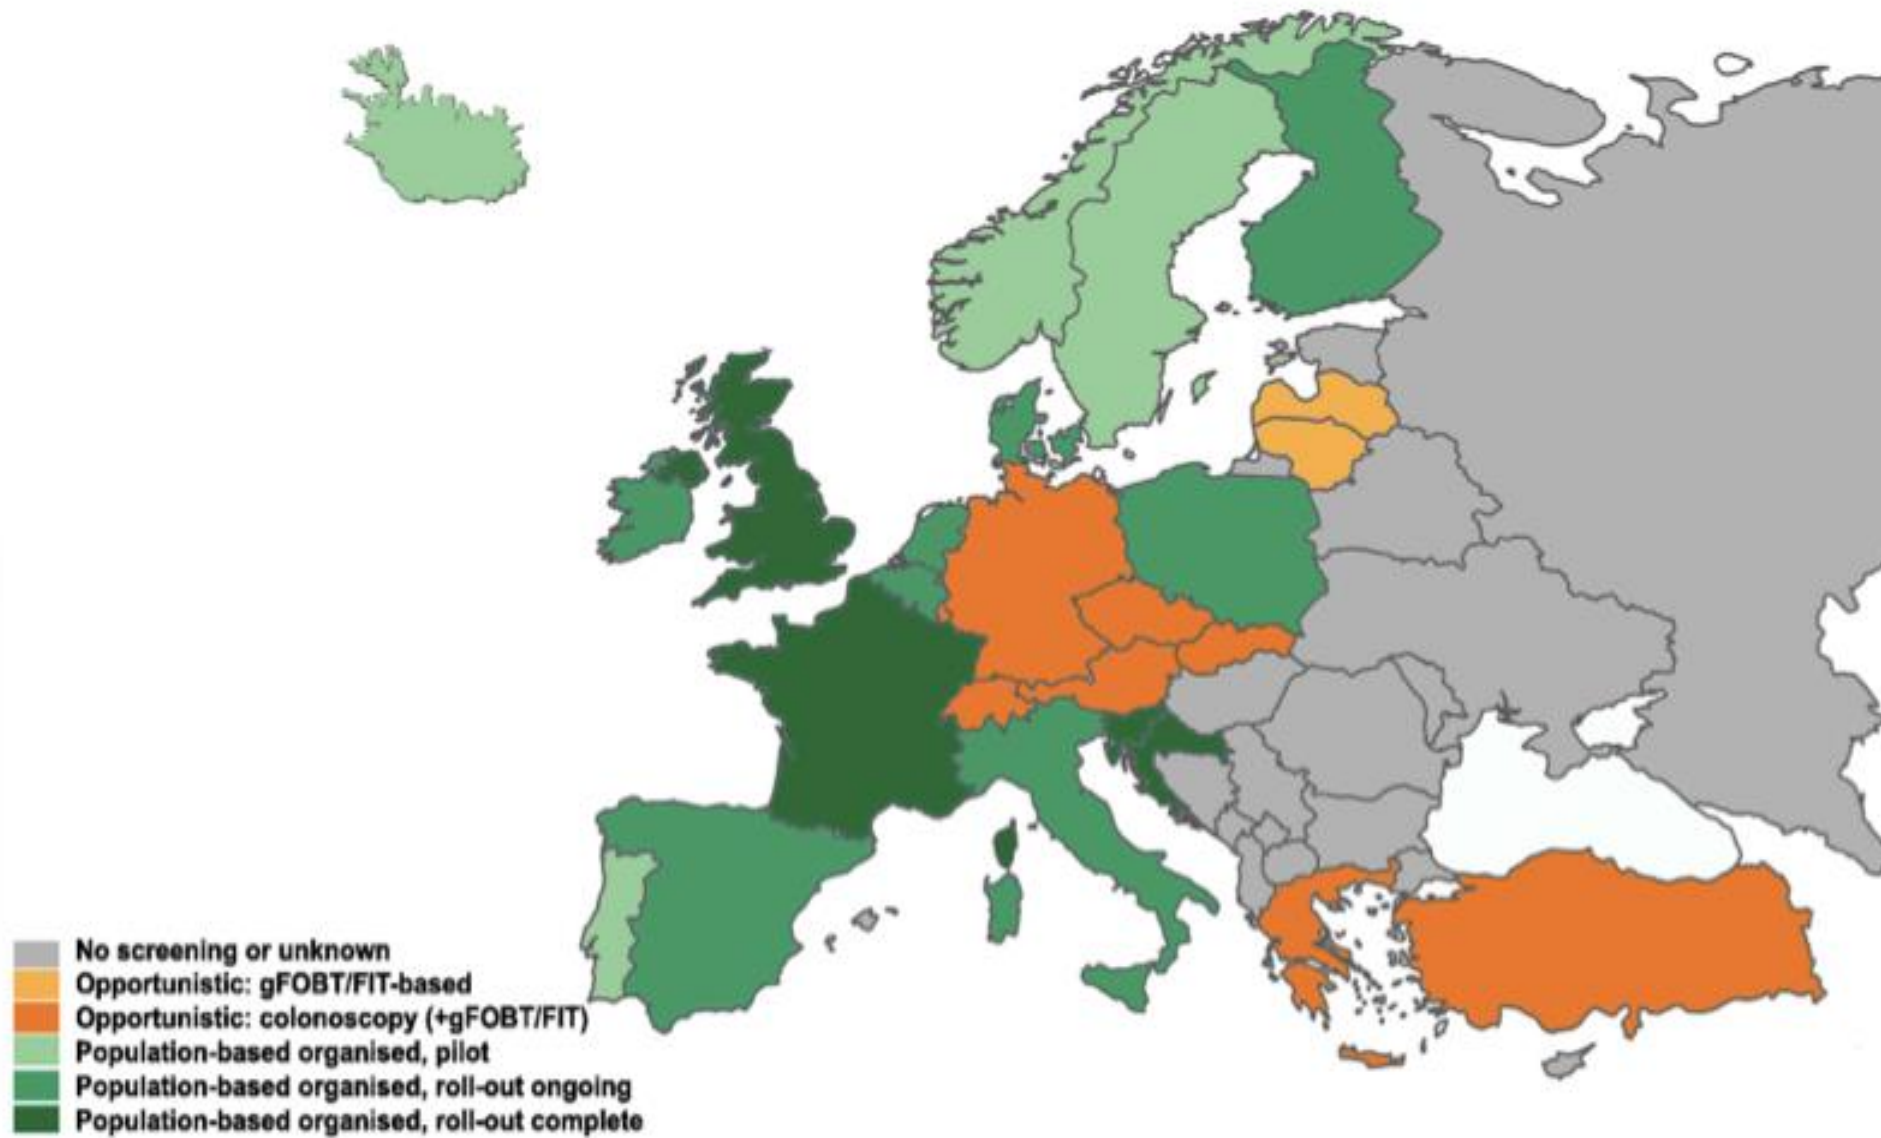 No screening or unknown
Opportunistic: gFOBT/FIT-based
Opportunistic: colonoscopy (+gFOBT/FIT)
Population-based organised, pilot
Population-based organised, roll-out ongoing
Population-based organised, roll-out complete